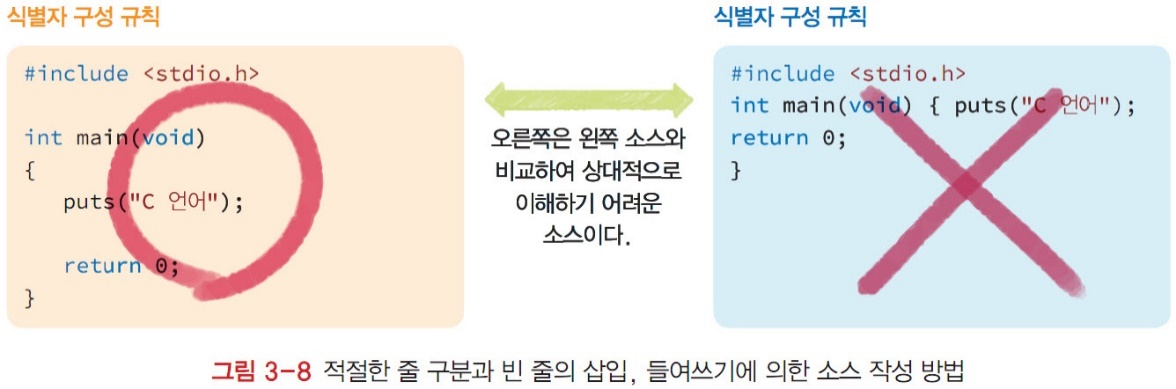 식별자 구성 규칙
#include <stdio.h>
int main(void)
{
puts("C 언어");
return 0;
}
오른쪽은 왼쪽 소스와
비교하여 상대적으로
이해하기 어려운
소스이다.
식별자 구성 규칙
#include <stdio.h>
int main(void) { puts("C 언어");
return 0;
}
그림 3-8 적절한 줄 구분과 빈 줄의 삽입, 들여쓰기에 의한 소스 작성 방법